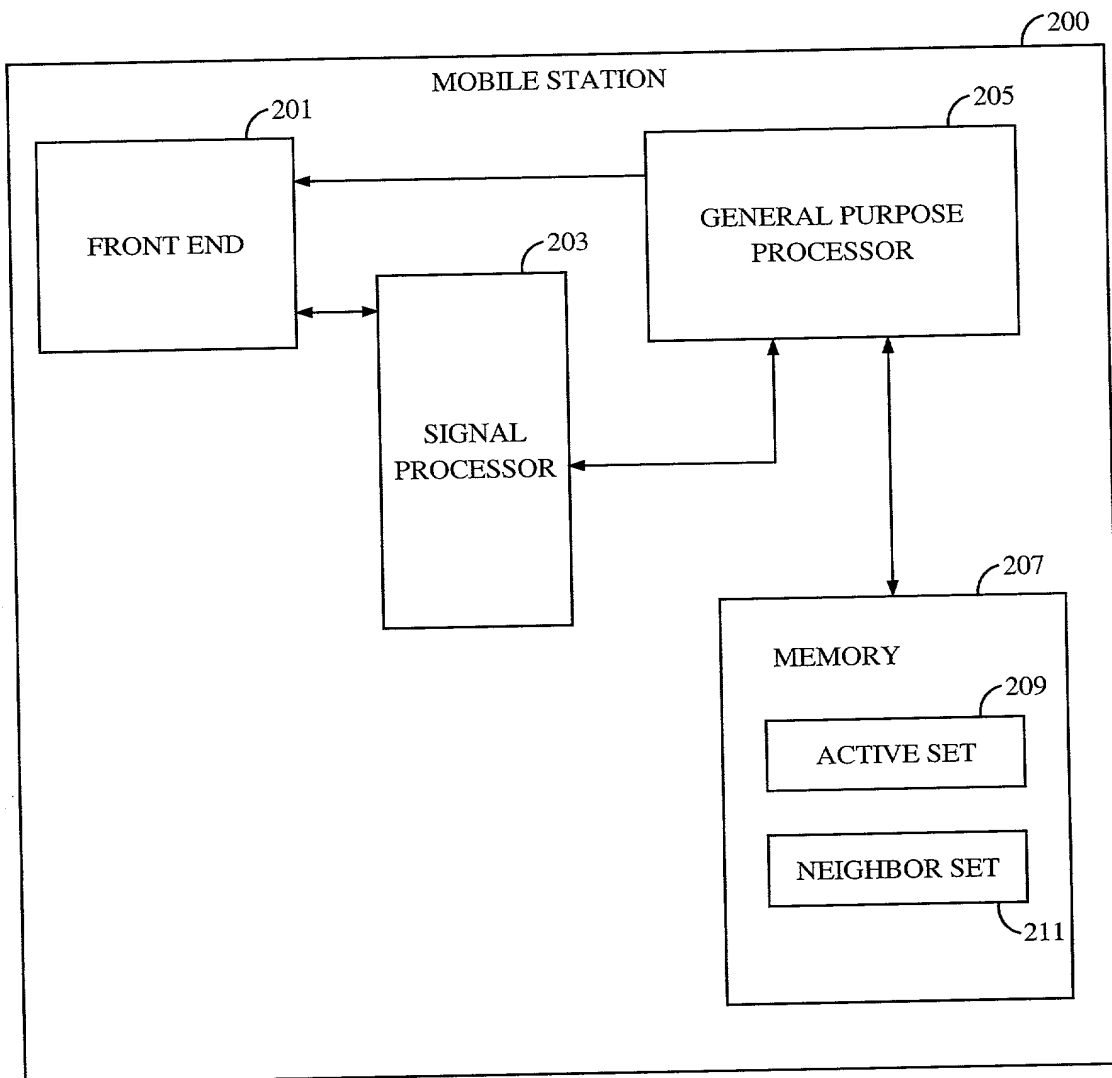 200
MOBILE STATION
201
205
FRONT END
GENERAL PURPOSE
PROCESSOR
203
SIGNAL
PROCESSOR
207
MEMORY
209
ACTIVE SET
NEIGHBOR SET
211